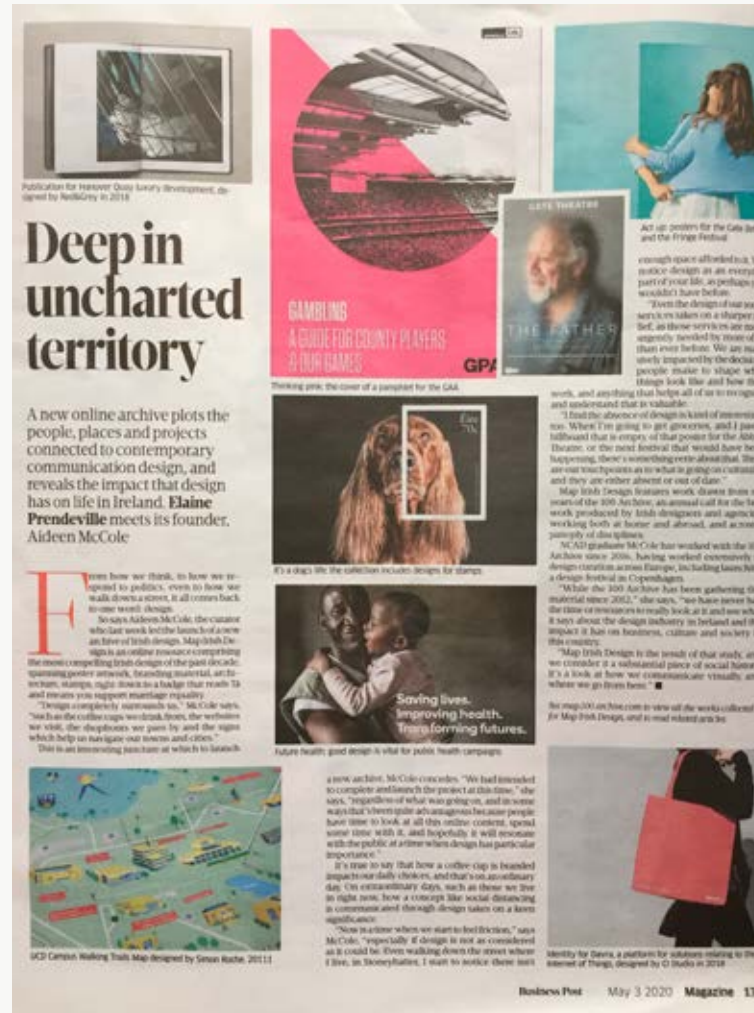 Publication for Hanover Quay luxury development, de-
signed by Red&Grey in 2018
Deep in
uncharted
territory
A new online archive plots the
people, places and projects
connected to contemporary
communication design, and
reveals the impact that design
has on life in Ireland. Elaine
Prendeville meets its founder,
Aideen McCole
From how we think, to how we re-
spond to politics, even to how we
walk down a street, it all comes back
to one word: design.
So says Aideen McCole, the curator
who last week led the launch of a new
archive of Irish design. Map Irish De-
sign is an online resource comprising
the most compelling Irish design of the past decade,
spanning poster artwork, branding material, archi-
tecture, stamps, right down to a badge that reads Tá
and means you support marriage equality.
"Design completely surrounds us," McCole says,
"such as the coffee cups we drink from, the websites
we visit, the shopfronts we pass by and the signs
which help us navigate our towns and cities."
This is an interesting juncture at which to launch
GAMBLING
A GUIDE FOR COUNTY PLAYERS
& OUR GAMES
GPA
Thinking pink: the cover of a pamphlet for the GAA
GATE THEATRE
THE FATHER
Éire
It's a dog's life: the collection includes designs for stamps
Saving lives.
Improving health.
Transforming futures.
Future health: good design is vital for public health campaigns
a new archive, McCole concedes. "We had intended
to complete and launch the project at this time," she
says, "regardless of what was going on, and in some
ways that's been quite advantageous because people
have time to look at all this online content, spend
some time with it, and hopefully it will resonate
with the public at a time when design has particular
importance."
It's true to say that how a coffee cup is branded
impacts our daily choices, and that's on an ordinary
day. On extraordinary days, such as those we live
in right now, how a concept like social distancing
is communicated through design takes on a keen
significance.
"Now is a time when we start to feel friction," says
McCole, "especially if design is not as considered
as it could be. Even walking down the street where
I live, in Stoneybatter, I start to notice there isn't
Act up: posters for the Gate
and the Fringe Festival
enough space afforded to it.
notice design as an
part of your life, as perhaps
wouldn't have before.
"Even the design of our
services takes on a sharper
as those services are
urgently needed by more of
than ever before. We are
impacted by the
people make to shape
things look like and how
work, and anything that helps all of us to
and understand that is valuable.
"I find the absence of design is kind of
too. When I'm going to get groceries, and I
billboard that is empty of that poster for the
Theatre, or the next festival that would have
happening, there's something eerie about that.
are our touchpoints as to what is going on
and they are either absent or out of date."
Map Irish Design features work drawn from
years of the 100 Archive, an annual call for the
work produced by Irish designers and
working both at home and abroad, and
panoply of disciplines.
NCAD graduate McCole has worked with the
Archive since 2016, having worked extensively
design curation across Europe, including
a design festival in Copenhagen.
"While the 100 Archive has been gathering
material since 2012," she says, "we have never
the time or resources to really look at it and
it says about the design industry in Ireland and
impact it has on business, culture and
this country.
"Map Irish Design is the result of that study,
we consider it a substantial piece of social
It's a look at how we communicate visually,
where we go from here." ■
See map.100archive.com to view all the works
for Map Irish Design, and to read related articles
UCD Campus Walking Trails Map designed by Simon Roche, 2011
Identity for Davra, a platform for solutions relating to the
Internet of Things, designed by CI Studio in 2018
Business Post May 3 2020 Magazine